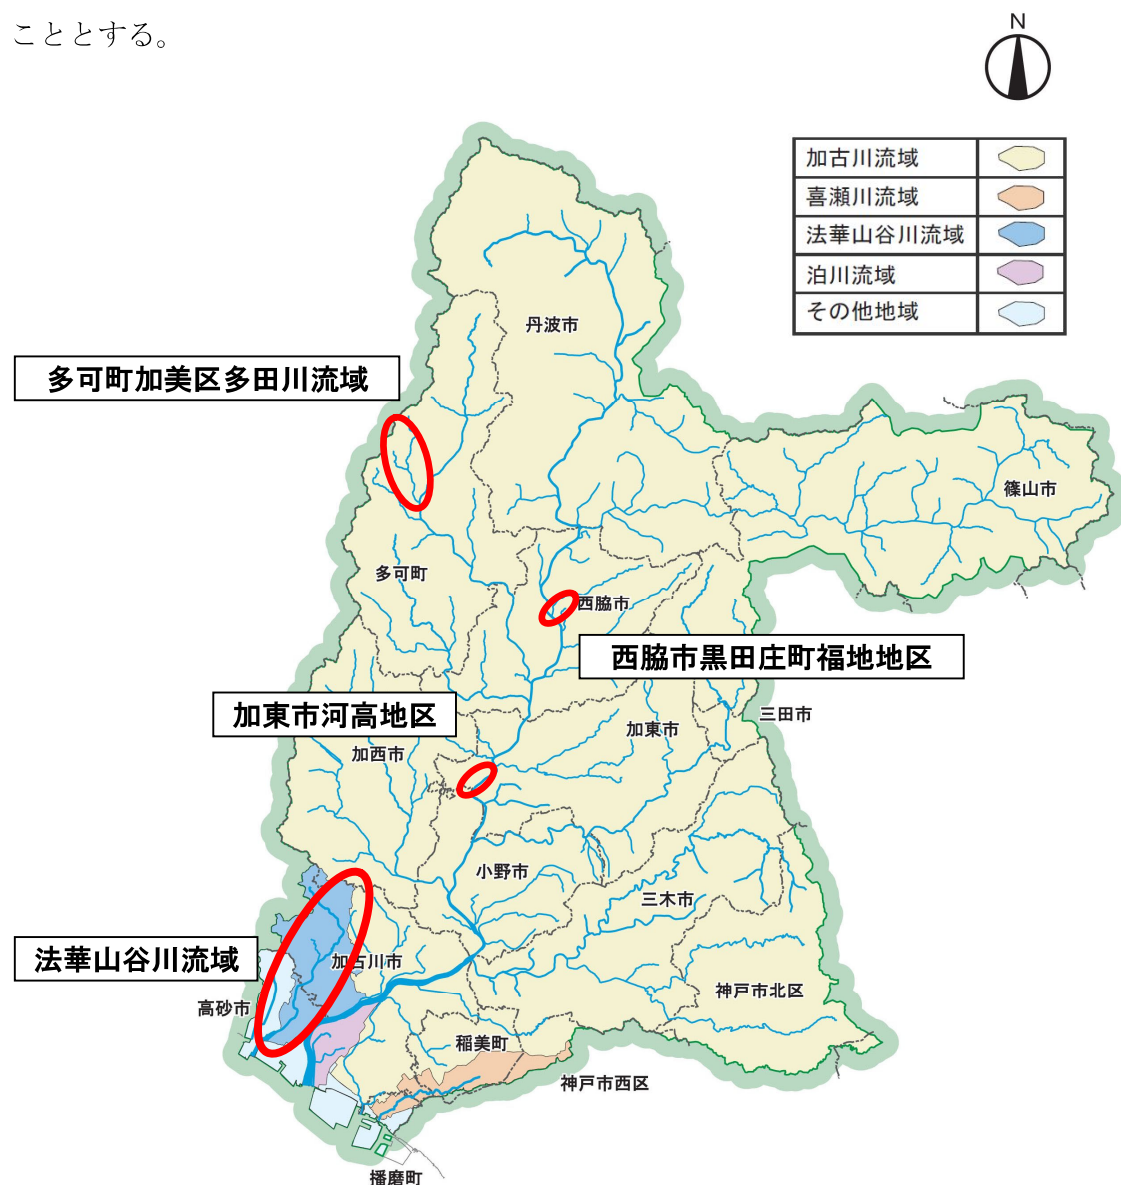 こととする。
N
加古川流域
喜瀬川流域
法華山谷川流域
泊川流域
その他地域
丹波市
多可町加美区多田川流域
篠山市
多可町
西脇市
西脇市黒田庄町福地地区
加東市河高地区
三田市
加東市
加西市
小野市
三木市
法華山谷川流域
加古川市
神戸市北区
高砂市
稲美町
神戸市西区
播磨町